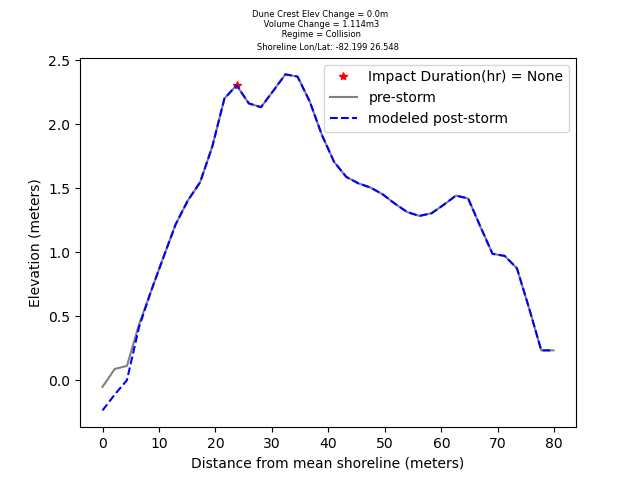 Dune Crest Elev Change = 0.0m
Volume Change = 1.114m3
Regime = Collision
Shoreline Lon/Lat: -82.199 26.548
Impact Duration(hr) = None
pre-storm
modeled post-storm
Elevation (meters)
2.5
2.0
1.5
1.0
0.5
0.0
0 10 20 30 40 50 60 70 80
Distance from mean shoreline (meters)